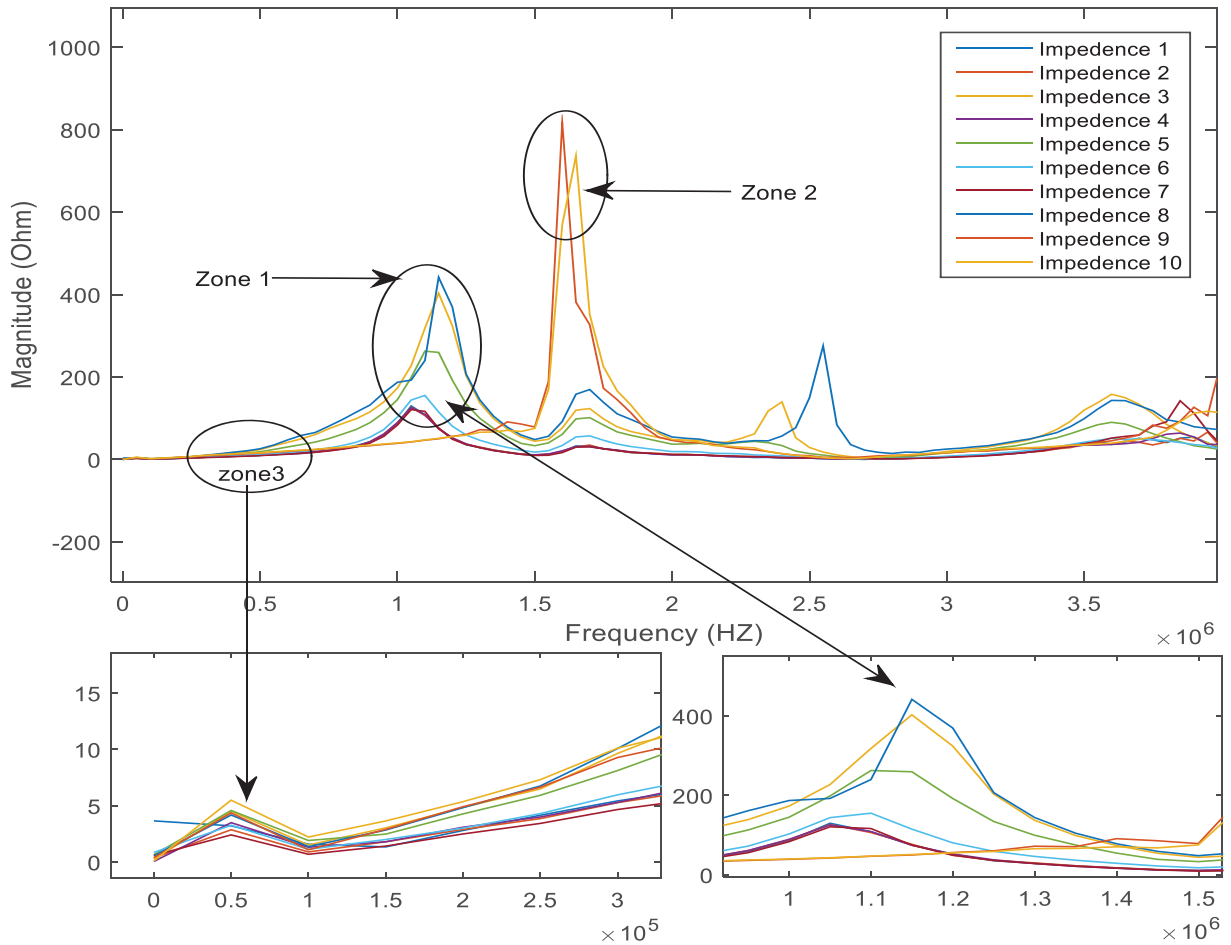 1000
800
600
400
200
0
-200
Magnitude (Ohm)
Impedence 1
Impedence 2
Impedence 3
Impedence 4
Impedence 5
Impedence 6
Impedence 7
Impedence 8
Impedence 9
Impedence 10
Zone 2
Zone 1
zone3
0 0.5 1 1.5 2 2.5 3 3.5
Frequency (HZ)
×10^6
15
10
5
0
0 0.5 1 1.5 2 2.5 3
×10^5
400
200
0
1 1.1 1.2 1.3 1.4 1.5
×10^6